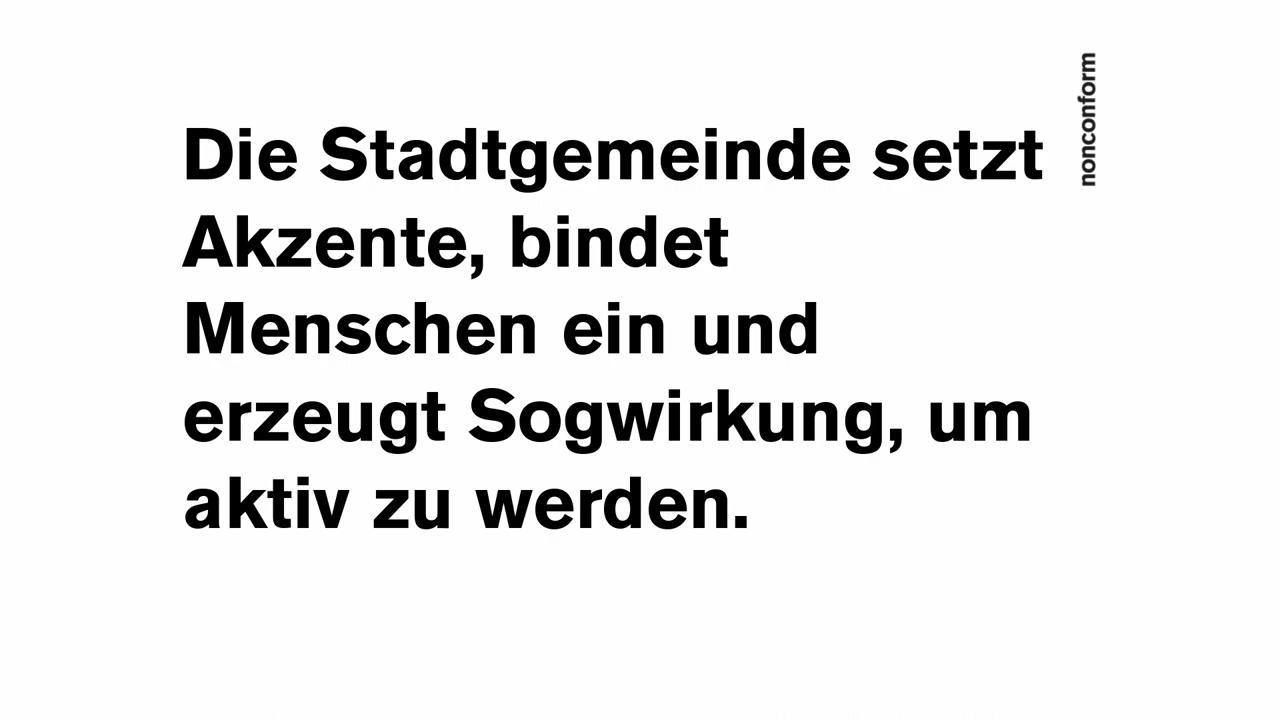 Die Stadtgemeinde setzt
Akzente, bindet
Menschen ein und
erzeugt Sogwirkung, um
aktiv zu werden.
nonconform